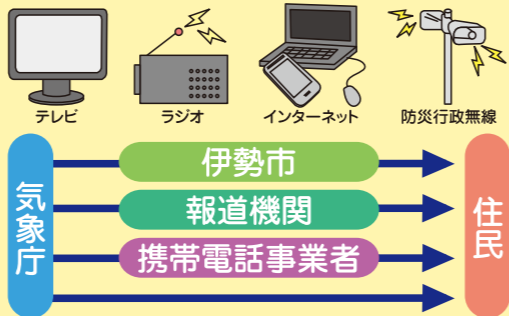 テレビ
ラジオ
インターネット
防災行政無線
気象庁
伊勢市
報道機関
携帯電話事業者
住民